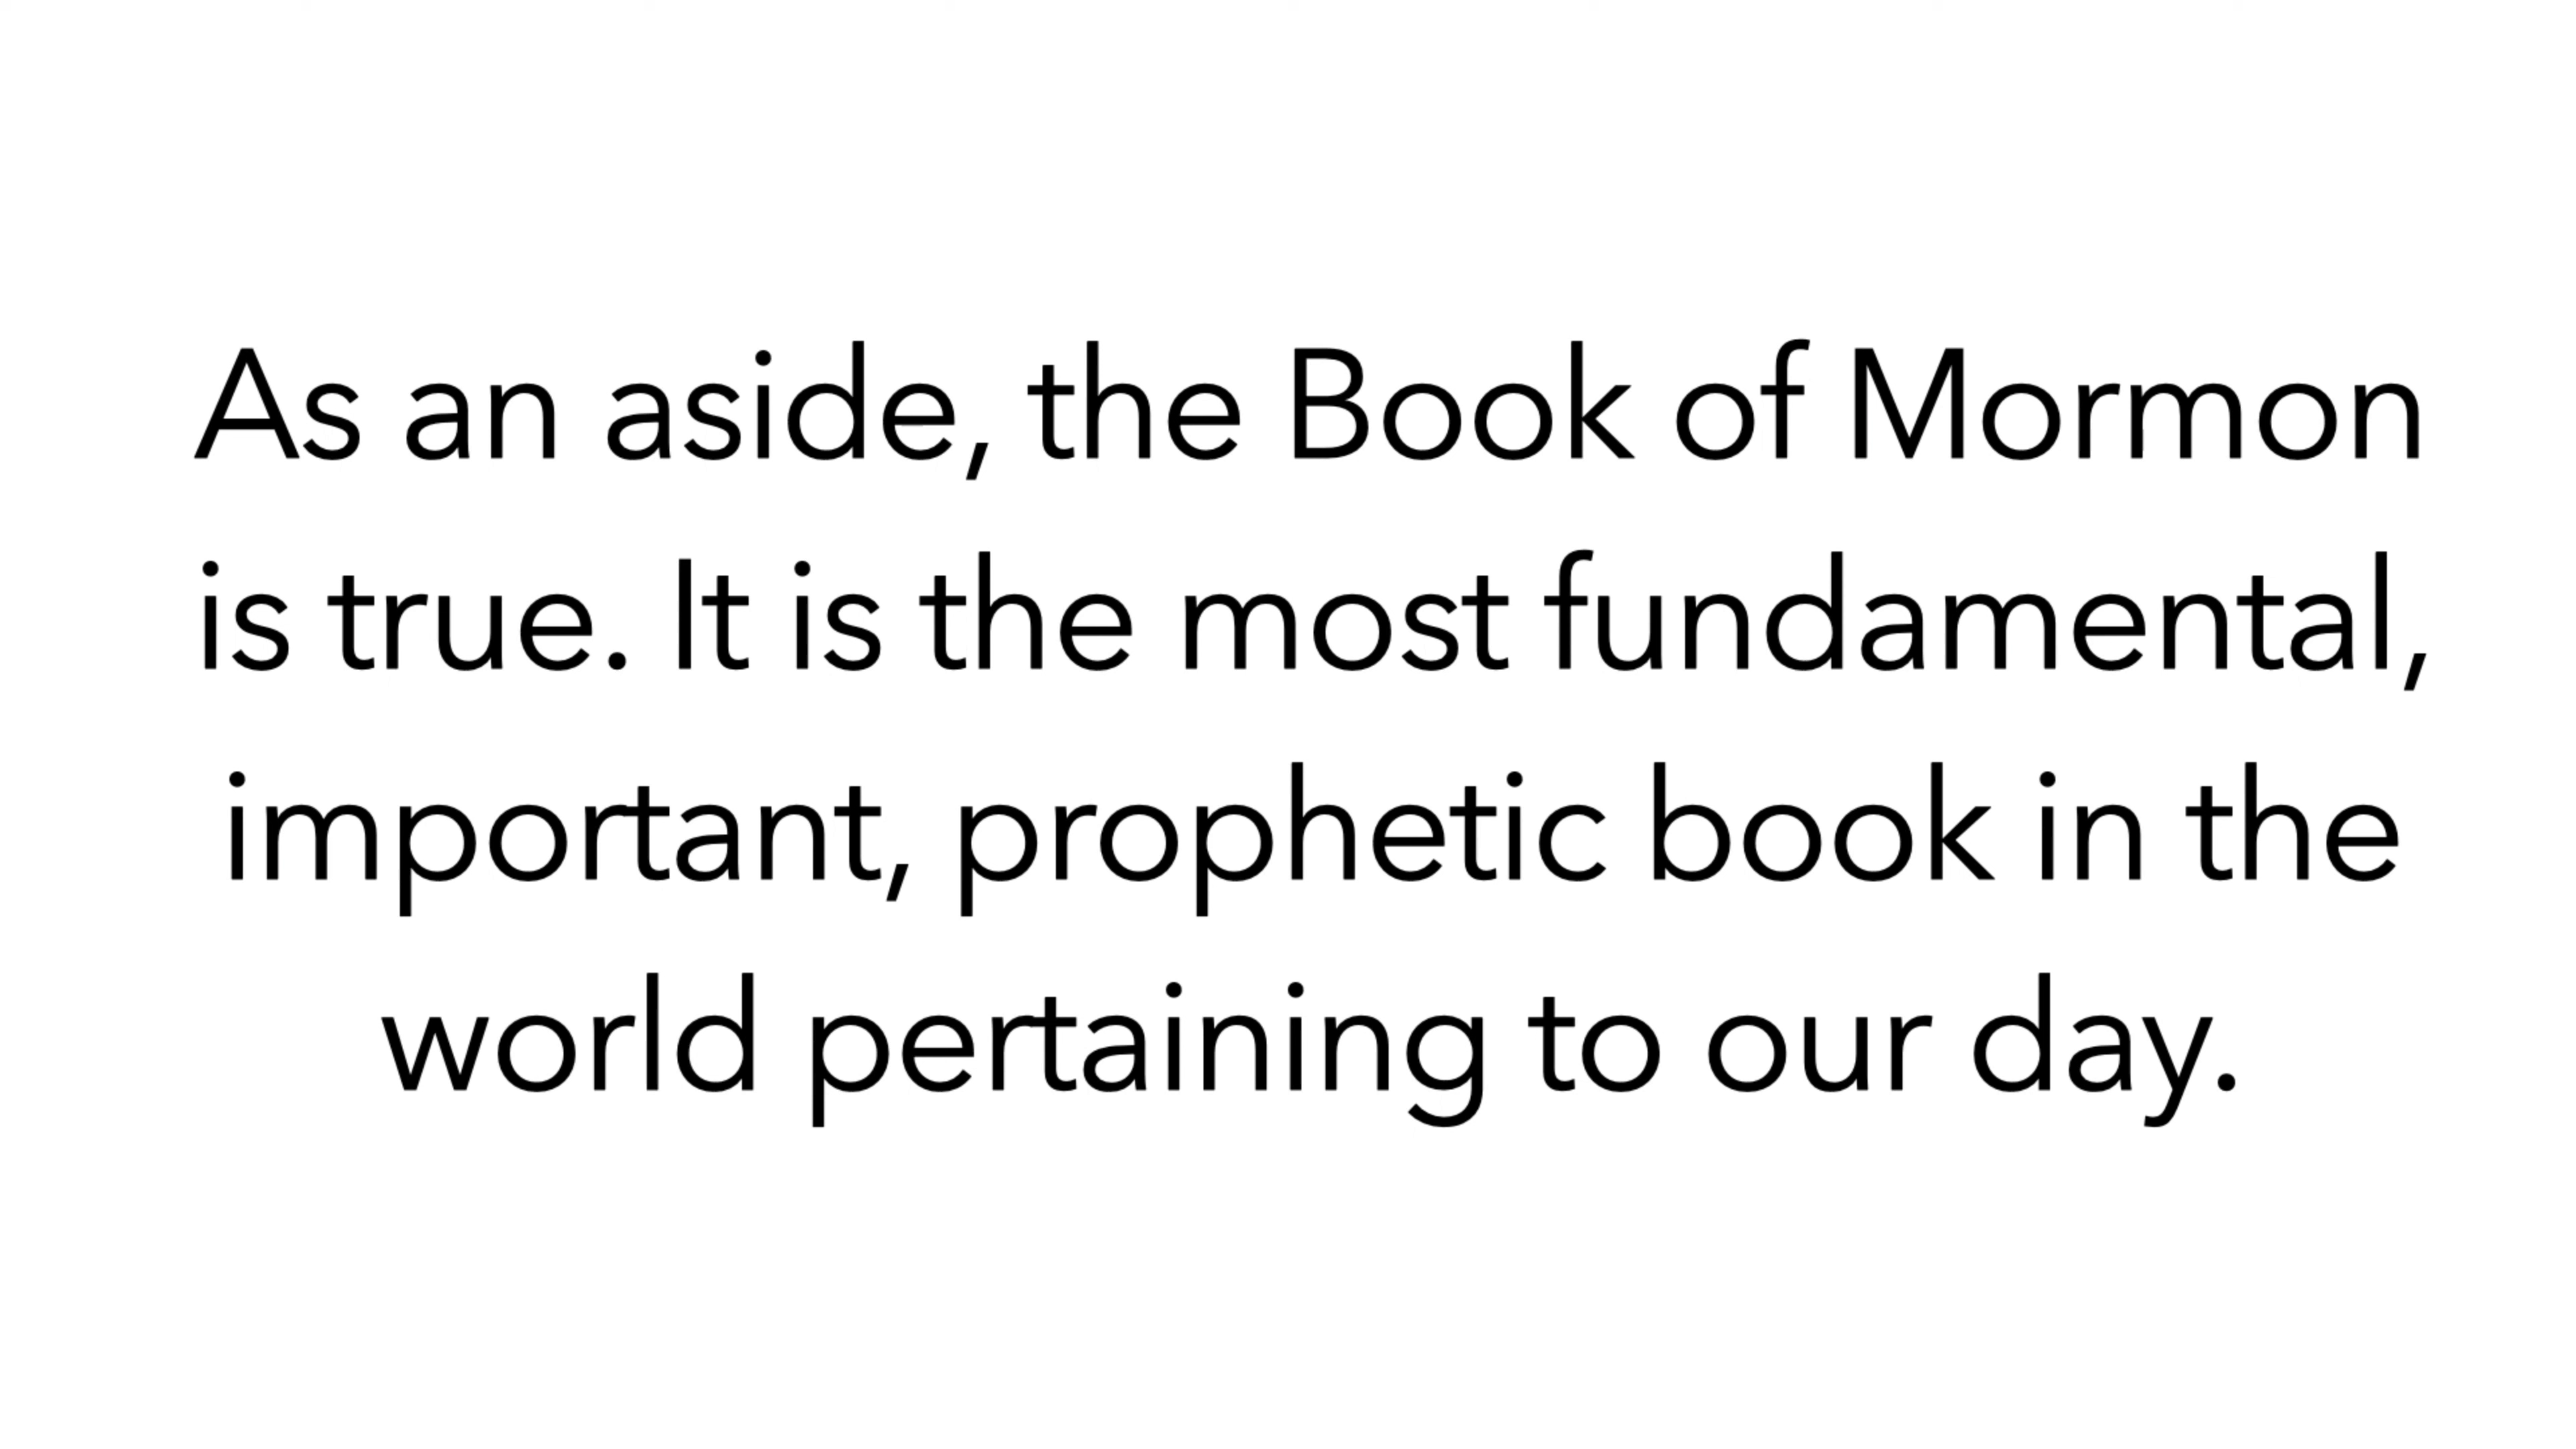 As an aside, the Book of Mormon
is true. It is the most fundamental,
important, prophetic book in the
world pertaining to our day.